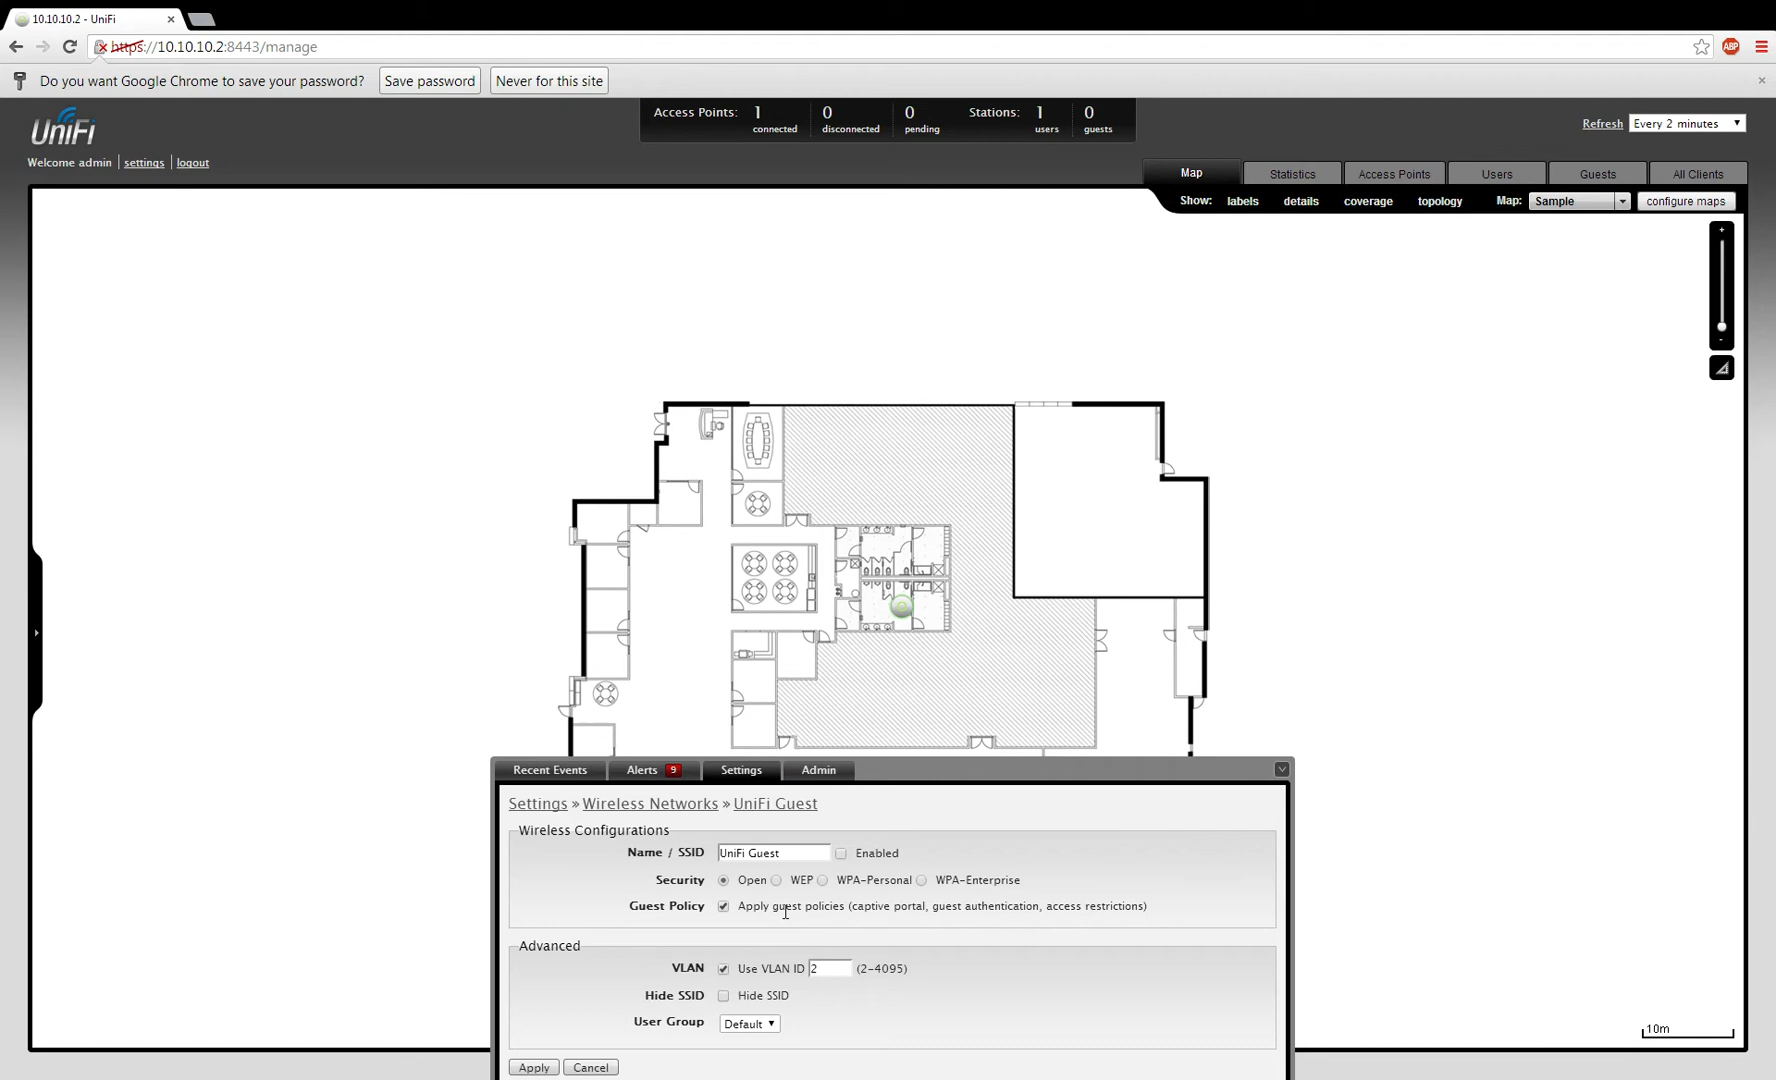 10.10.10.2 - UniFi
https://10.10.10.2:8443/manage
Do you want Google Chrome to save your password? Save password Never for this site
UniFi
Access Points: 1 connected 0 disconnected 0 pending Stations: 1 users 0 guests
Refresh Every 2 minutes
ABP
Welcome admin settings logout
Map Statistics Access Points Users Guests All Clients
Show: labels details coverage topology Map: Sample configure maps
+
-
10m
Recent Events Alerts 9 Settings Admin
Settings » Wireless Networks » UniFi Guest
Wireless Configurations
Name / SSID UniFi Guest Enabled
Security Open WEP WPA-Personal WPA-Enterprise
Guest Policy Apply guest policies (captive portal, guest authentication, access restrictions)
Advanced
VLAN Use VLAN ID 2 (2-4095)
Hide SSID Hide SSID
User Group Default
Apply Cancel